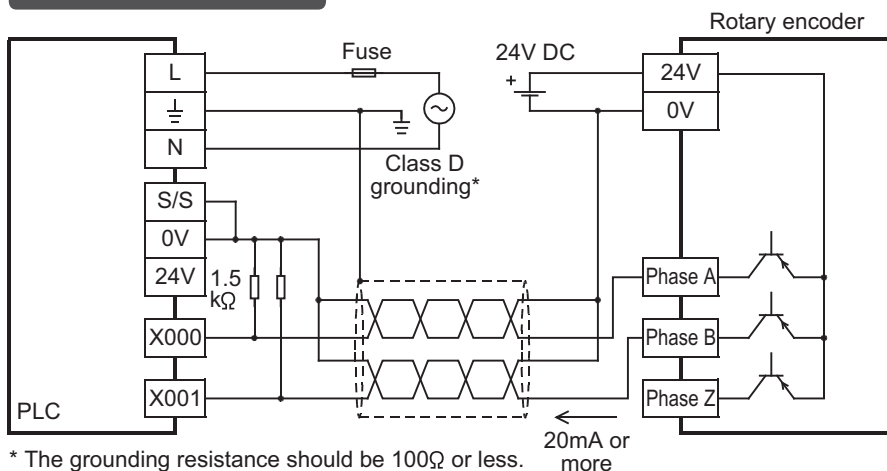 Rotary encoder
Fuse
24V DC
+
L
N
24V
0V
Class D
grounding*
S/S
0V
24V
1.5
kΩ
X000
X001
PLC
Phase A
Phase B
Phase Z
20mA or
more
* The grounding resistance should be 100Ω or less.